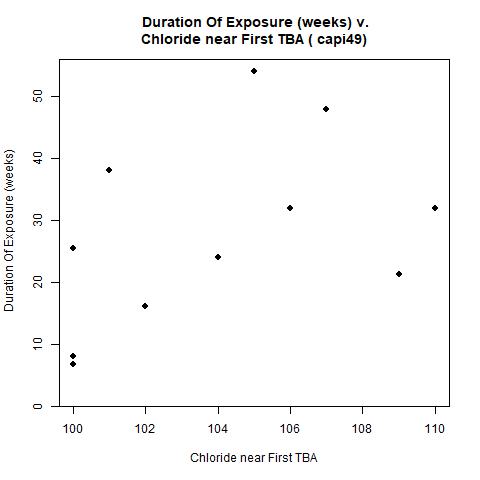 Duration Of Exposure (weeks) v.
Chloride near First TBA ( capi49)
Duration Of Exposure (weeks)
50
40
30
20
10
0
100 102 104 106 108 110
Chloride near First TBA